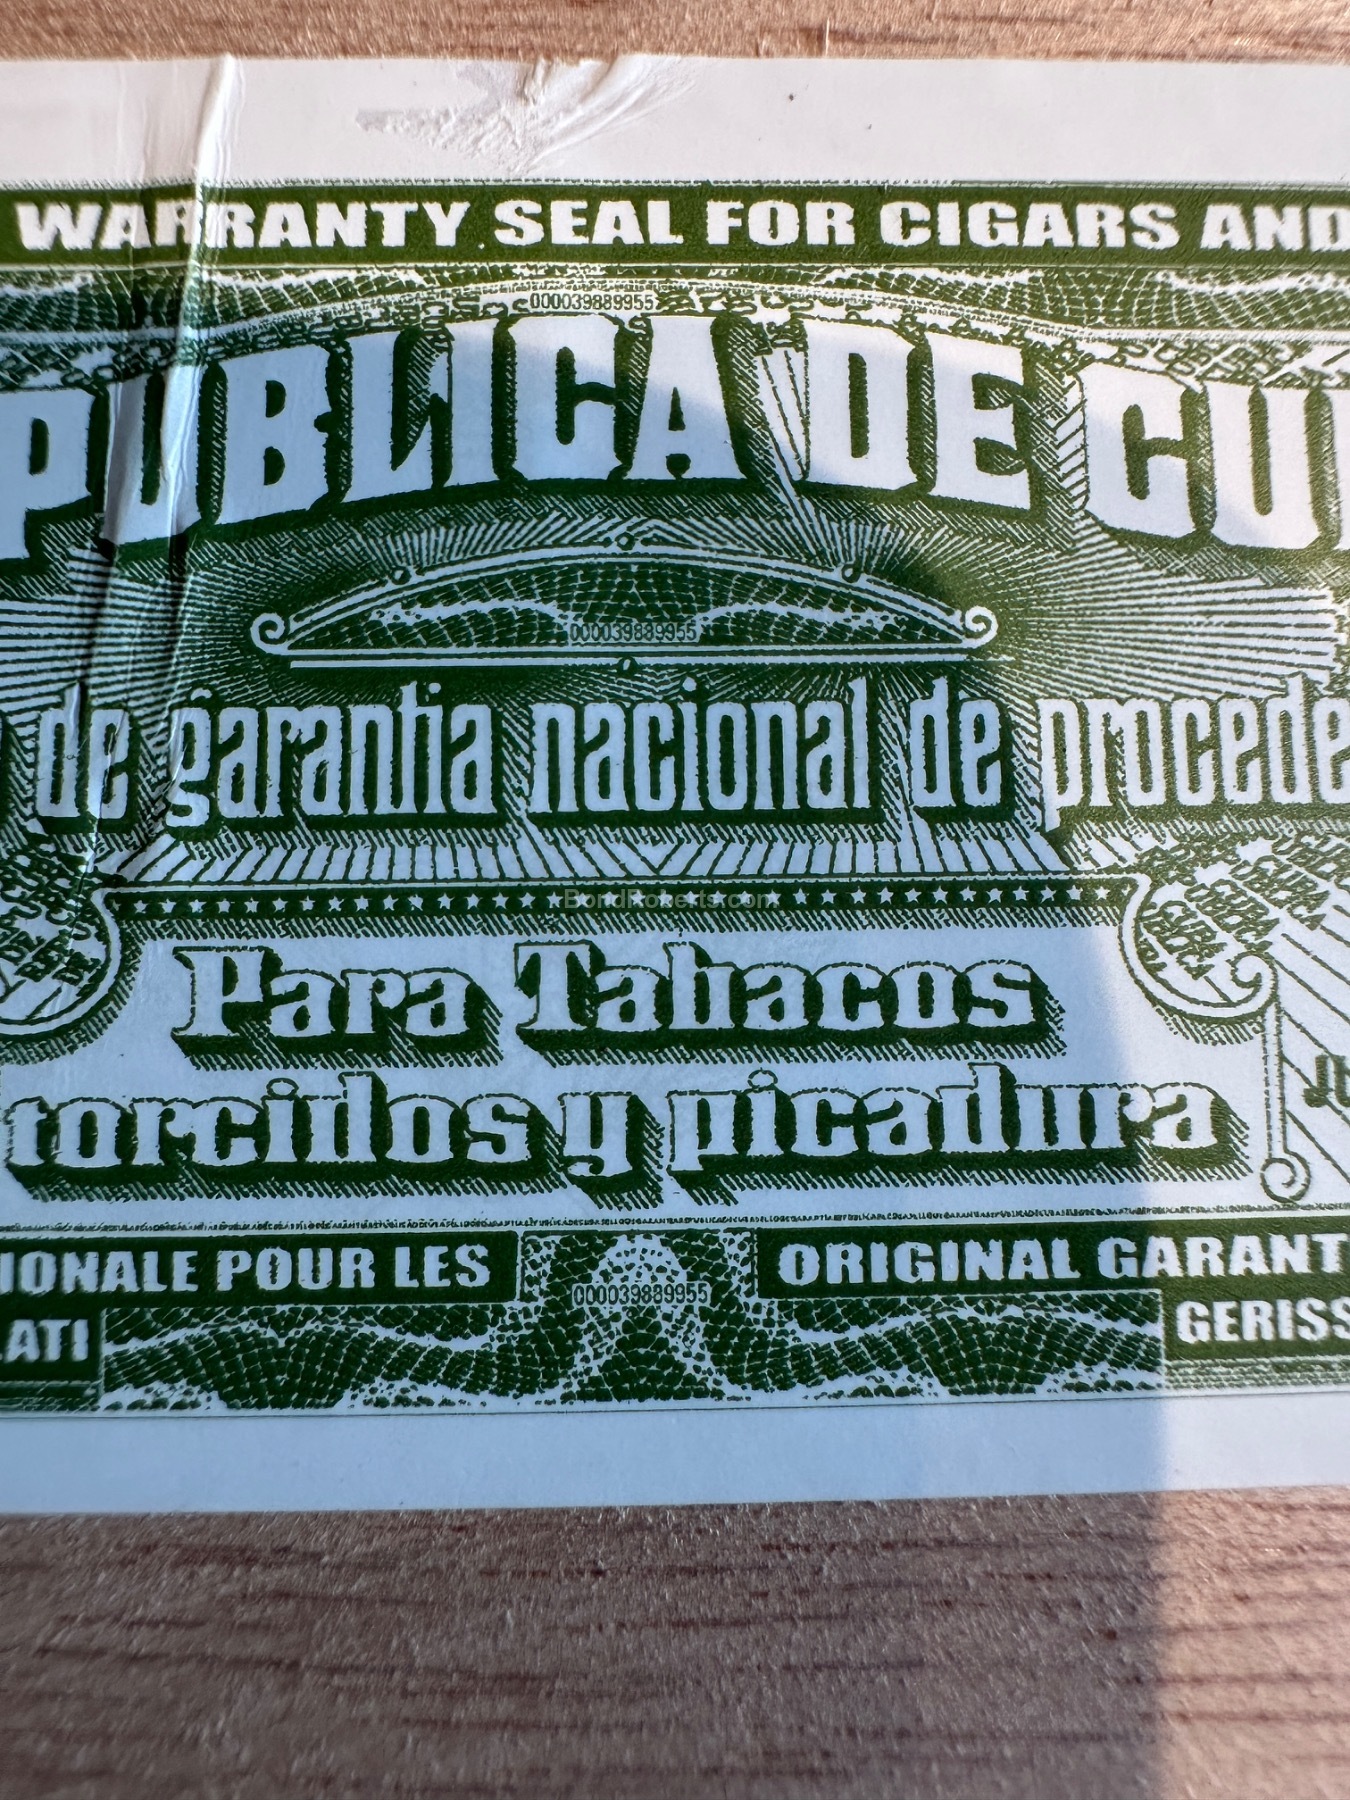 WARRANTY SEAL FOR CIGARS AND
000039889955
PUBLICA DE CU
000039889955
de garantia nacional de procede
BondRoberts.com
Para Tabacos
torcidos y picadura
IONALE POUR LES
ORIGINAL GARANT
000039889955
LATI
GERISS